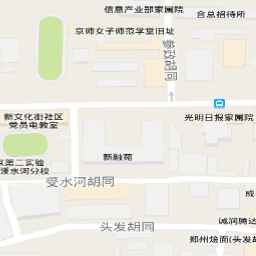 信息产业部家属院
合总招待所
京师女子师范学堂旧址
参政胡同
光明日报家属院
新文化街社区
党员电教室
新融苑
京第二实验
溧水河分校
受水河胡同
成
头发胡同
诚润腾达
郑州烩面(头发